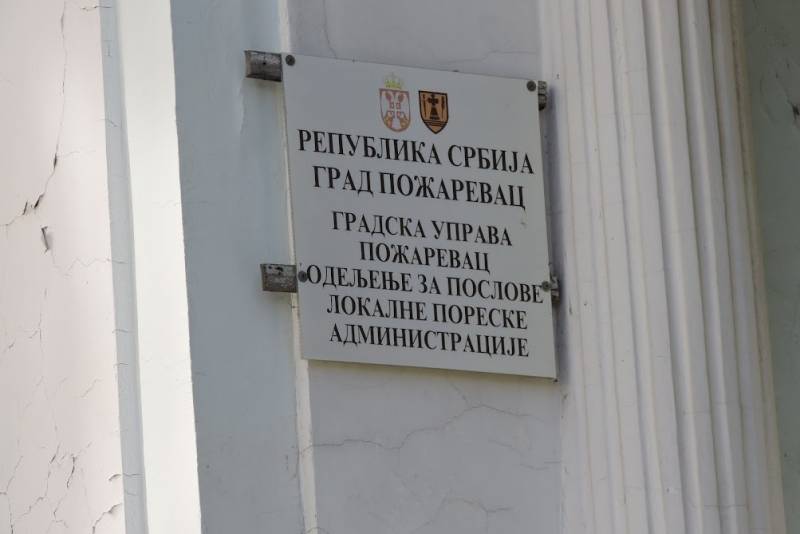 РЕПУБЛИКА СРБИЈА
ГРАД ПОЖАРЕВАЦ
ГРАДСКА УПРАВА
ПОЖАРЕВАЦ
ОДЕЉЕЊЕ ЗА ПОСЛОВЕ
ЛОКАЛНЕ ПОРЕСКЕ
АДМИНИСТРАЦИЈЕ